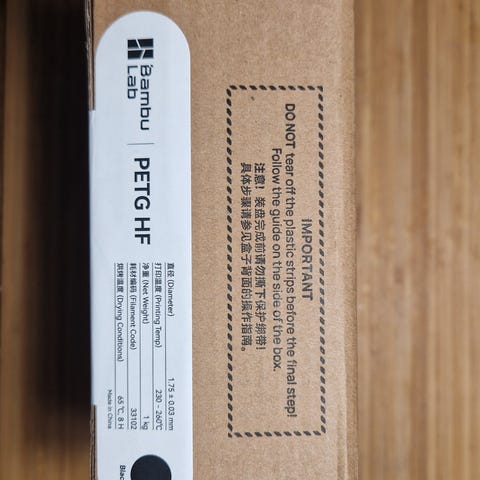 Bambu
Lab
PETG HF
直径 (Diameter) 1.75 ± 0.03 mm
打印温度 (Printing Temp) 230 - 260℃
净重 (Net Weight) 1 kg
耗材编码 (Filament Code) 33102
烘烤温度 (Drying Conditions) 65 ℃, 8 H
Made in China
Blac
IMPORTANT
DO NOT tear off the plastic strips before the final step!
Follow the guide on the side of the box.
注意！装盘完成前请勿撕下保护绑带！
具体步骤请参见盒子背面的操作指南。